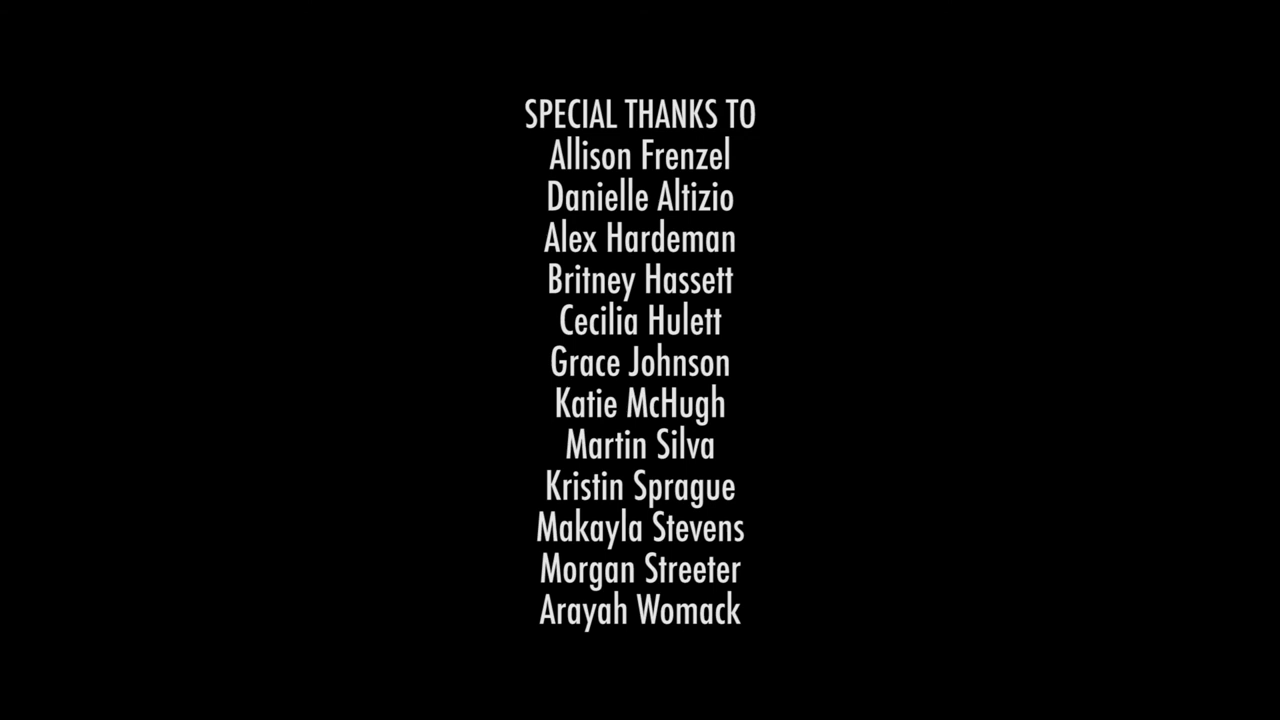 SPECIAL THANKS TO
Allison Frenzel
Danielle Altizio
Alex Hardeman
Britney Hassett
Cecilia Hulett
Grace Johnson
Katie McHugh
Martin Silva
Kristin Sprague
Makayla Stevens
Morgan Streeter
Arayah Womack